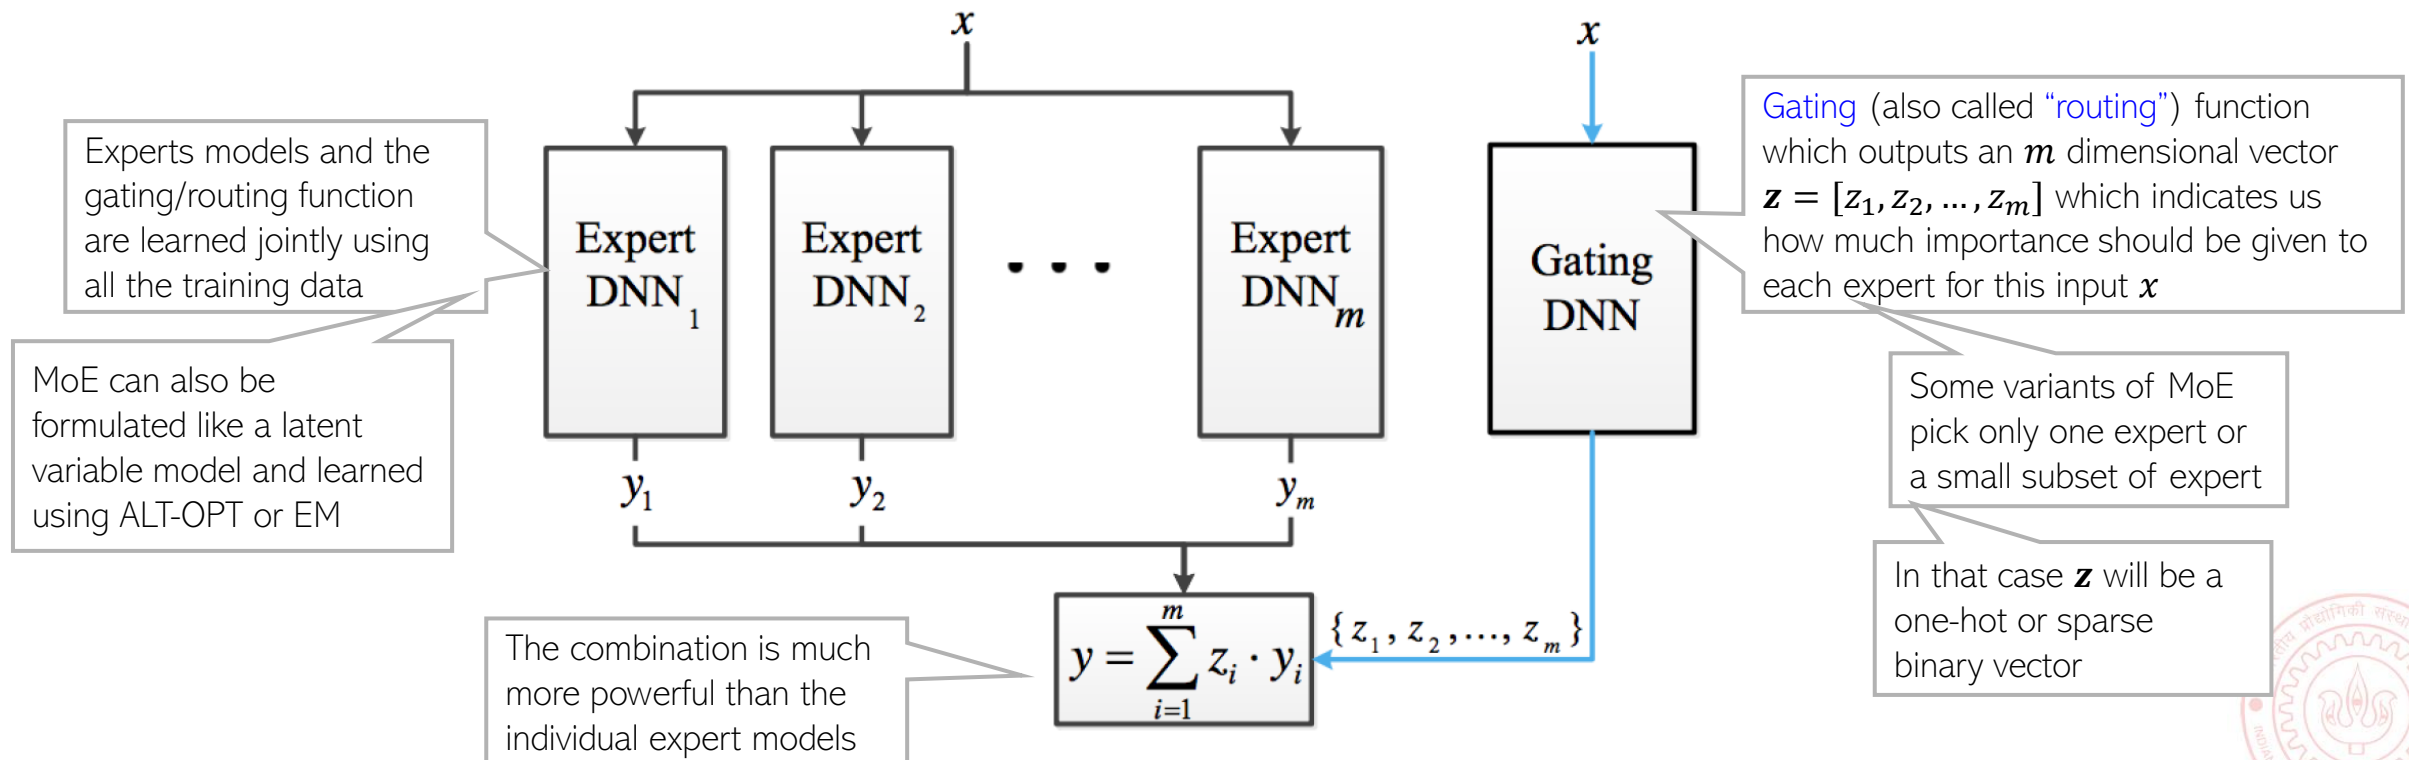 x
x
Experts models and the
gating/routing function
are learned jointly using
all the training data
MoE can also be
formulated like a latent
variable model and learned
using ALT-OPT or EM
Expert
DNN₁
Expert
DNN₂
• • •
Expert
DNNₘ
Gating
DNN
Gating (also called “routing”) function
which outputs an m dimensional vector
z = [z₁, z₂, … , zₘ] which indicates us
how much importance should be given to
each expert for this input x
Some variants of MoE
pick only one expert or
a small subset of expert
In that case z will be a
one-hot or sparse
binary vector
y₁
y₂
yₘ
The combination is much
more powerful than the
individual expert models
y = ∑ᵢ₌₁ᵐ zᵢ · yᵢ
{ z₁ , z₂ ,…, zₘ }